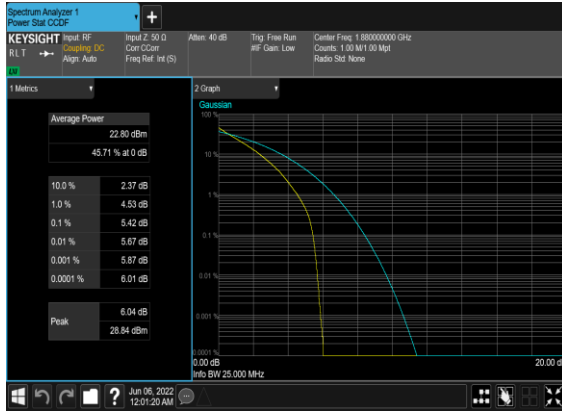 Spectrum Analyzer 1
Power Stat CCDF
+
KEYSIGHT
RLT
LU
Input: RF
Coupling: DC
Align: Auto
Input Z: 50 Ω
Corr CCorr
Freq Ref: Int (S)
Atten: 40 dB
Trig: Free Run
#IF Gain: Low
Center Freq: 1.880000000 GHz
Counts: 1.00 M/1.00 Mpt
Radio Std: None
1 Metrics
Average Power
22.80 dBm
45.71 % at 0 dB
10.0 % 2.37 dB
1.0 % 4.53 dB
0.1 % 5.42 dB
0.01 % 5.67 dB
0.001 % 5.87 dB
0.0001 % 6.01 dB
Peak
6.04 dB
28.84 dBm
2 Graph
Gaussian
100 %
10 %
1 %
0.1 %
0.01 %
0.001 %
0.0001 %
0.00 dB
20.00 d
Info BW 25.000 MHz
?
Jun 06, 2022
12:01:20 AM